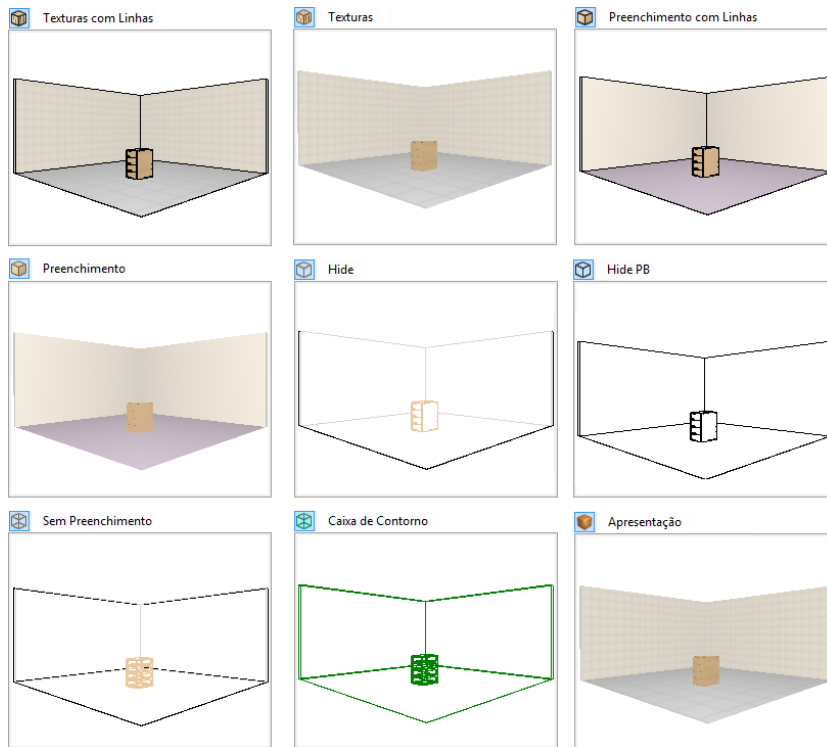 Texturas com Linhas
Texturas
Preenchimento com Linhas
Preenchimento
Hide
Hide PB
Sem Preenchimento
Caixa de Contorno
Apresentação